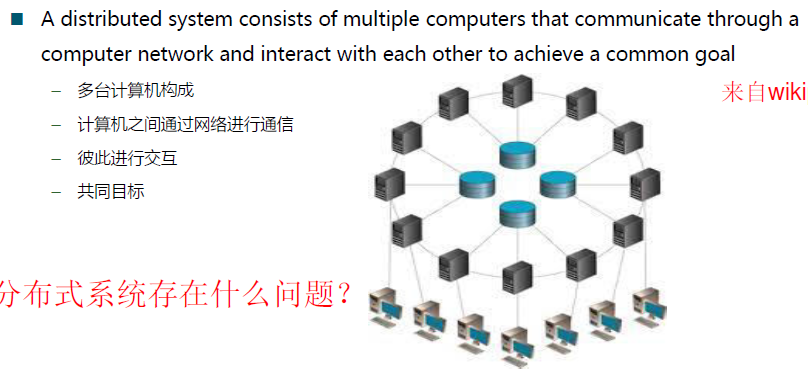 A distributed system consists of multiple computers that communicate through a
computer network and interact with each other to achieve a common goal
– 多台计算机构成
来自wiki
– 计算机之间通过网络进行通信
– 彼此进行交互
– 共同目标
分布式系统存在什么问题？